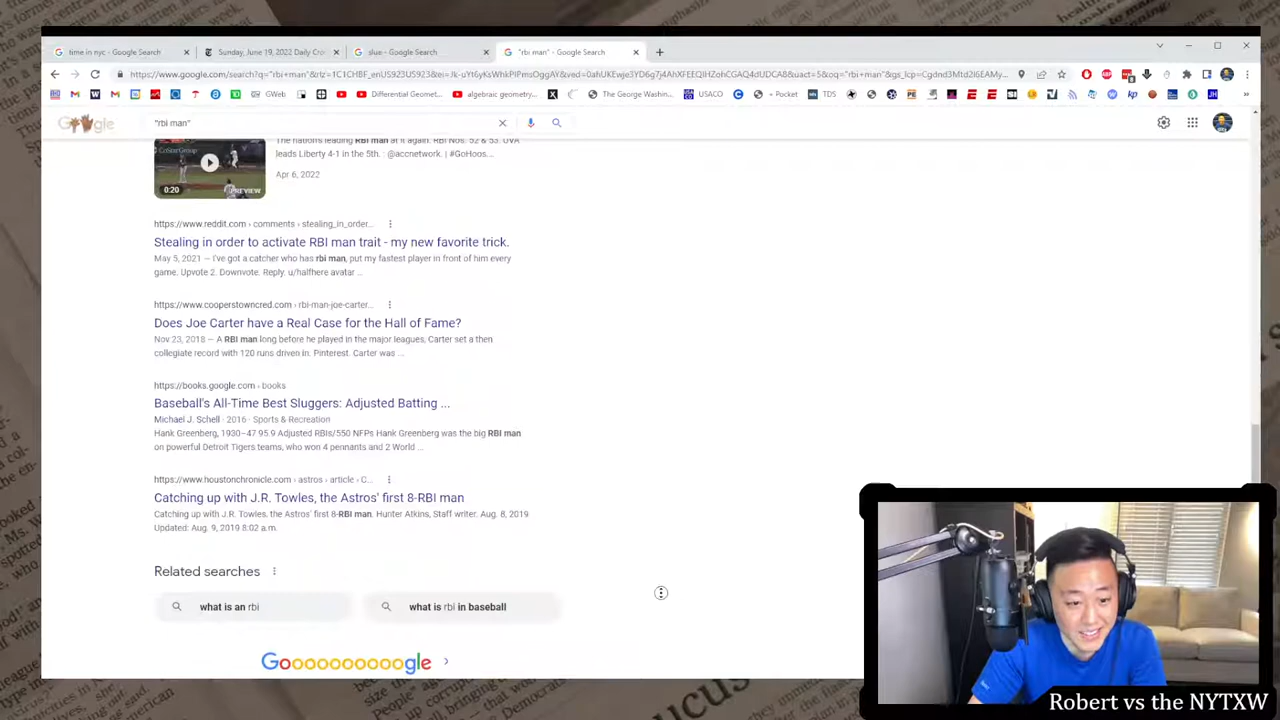 time in nyc - Google Search
Sunday, June 19, 2022 Daily Cro
slue - Google Search
"rbi man" - Google Search
GWeb
Differential Geomet...
algebraic geometry...
The George Washin...
USACO
+ Pocket
TDS
"rbi man"
The nation's leading RBI man at it again. RBI Nos. 52 & 53. UVA
leads Liberty 4-1 in the 5th. : @accnetwork. | #GoHoos...
CoStar Group
0:20
PREVIEW
Apr 6, 2022
https://www.reddit.com › comments › stealing_in_order...
Stealing in order to activate RBI man trait - my new favorite trick.
May 5, 2021 — I've got a catcher who has rbi man, put my fastest player in front of him every
game. Upvote 2. Downvote. Reply. u/halfhere avatar ...
https://www.cooperstowncred.com › rbi-man-joe-carter...
Does Joe Carter have a Real Case for the Hall of Fame?
Nov 23, 2018 — A RBI man long before he played in the major leagues, Carter set a then
collegiate record with 120 runs driven in. Pinterest. Carter was ...
https://books.google.com › books
Baseball's All-Time Best Sluggers: Adjusted Batting ...
Michael J. Schell · 2016 · Sports & Recreation
Hank Greenberg, 1930–47 95.9 Adjusted RBIs/550 NFPs Hank Greenberg was the big RBI man
on powerful Detroit Tigers teams, who won 4 pennants and 2 World ...
https://www.houstonchronicle.com › astros › article › C...
Catching up with J.R. Towles, the Astros' first 8-RBI man
Catching up with J.R. Towles, the Astros' first 8-RBI man. Hunter Atkins, Staff writer. Aug. 8, 2019
Updated: Aug. 9, 2019 8:02 a.m.
Related searches
what is an rbi
what is rbi in baseball
Goooooooooogle
Robert vs the NYTXW